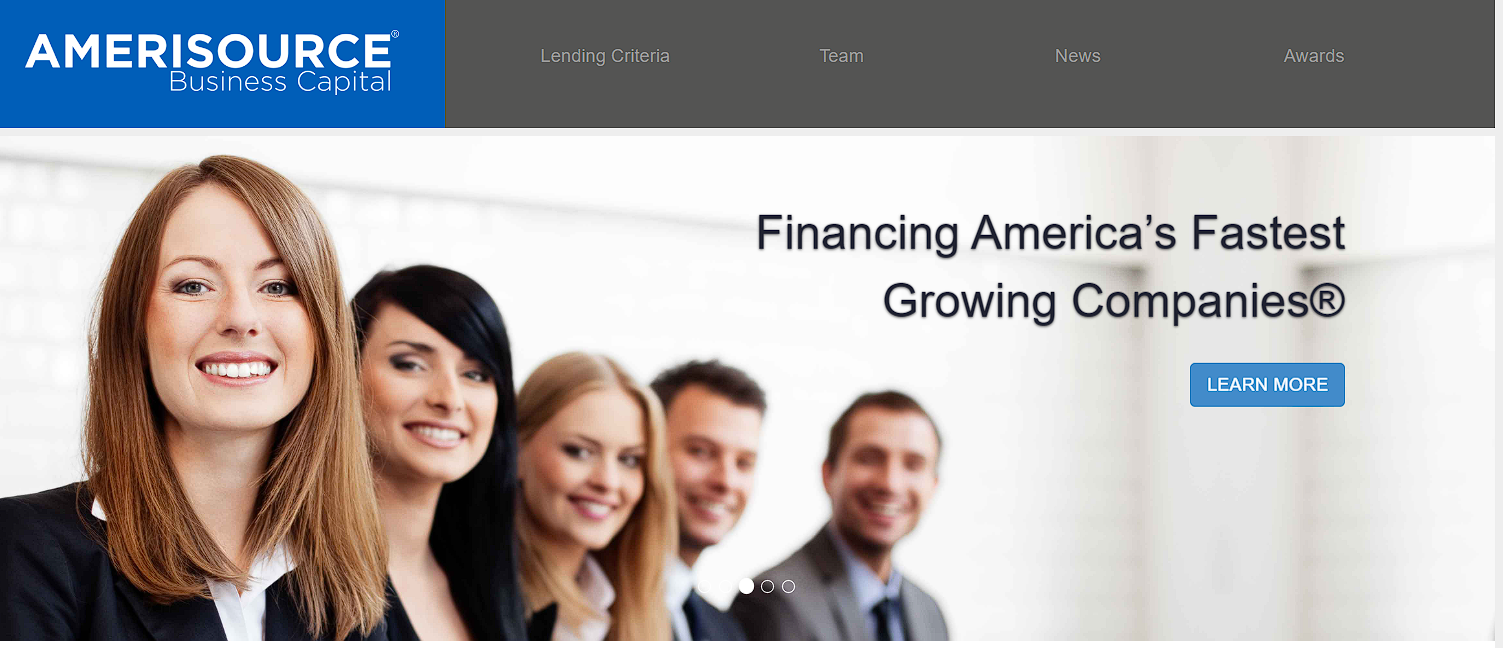 AMERISOURCE®
Business Capital
Lending Criteria
Team
News
Awards
Financing America’s Fastest
Growing Companies®
LEARN MORE